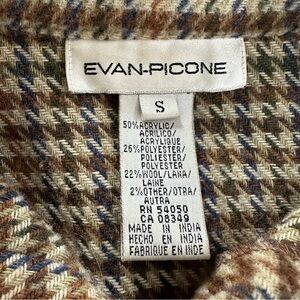 EVAN-PICONE
S
50%ACRYLIC/
ACRILICO/
ACRYLIQUE
26%POLYESTER/
POLIESTER/
POLYESTER
22%WOOL/LANA/
LAINE
2%OTHER/OTRA/
AUTRA
RN 54050
CA 08349
MADE IN INDIA
HECHO EN INDIA
FABRIQUE EN INDE